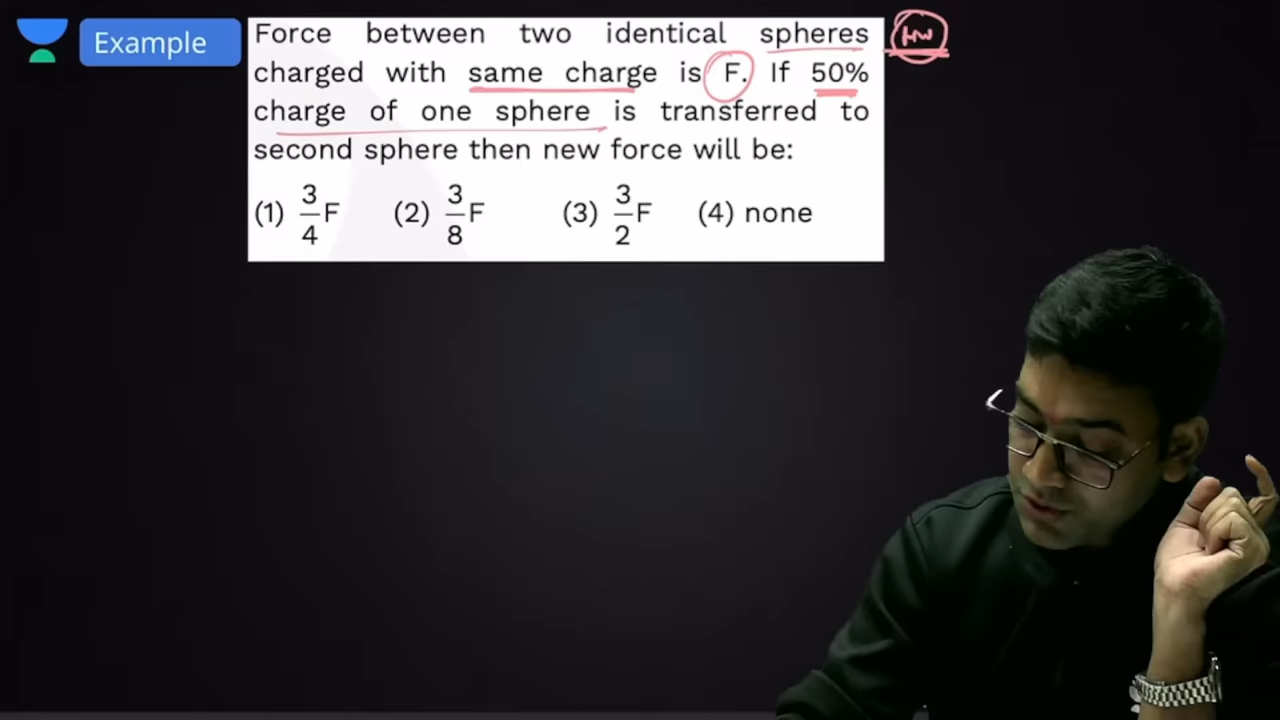 Example
Force between two identical spheres HW
charged with same charge is F. If 50%
charge of one sphere is transferred to
second sphere then new force will be:
(1) 3/4 F (2) 3/8 F (3) 3/2 F (4) none